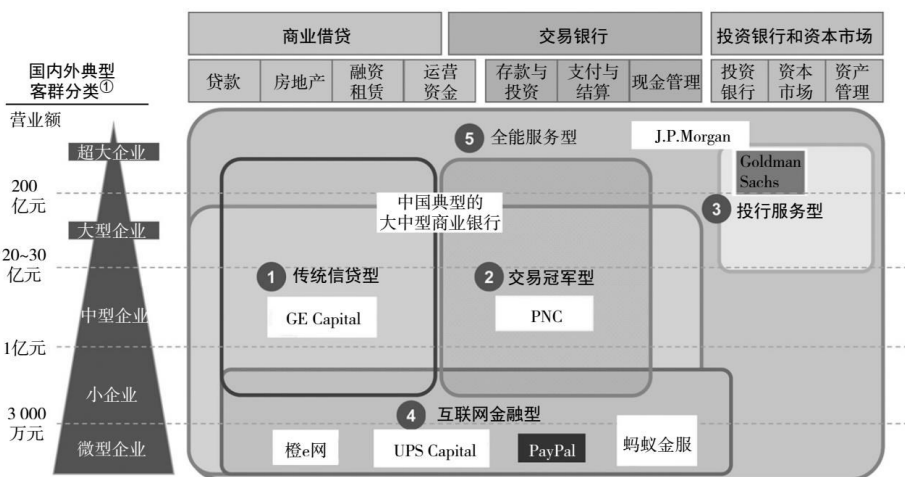 商业借贷
交易银行
投资银行和资本市场
国内外典型
客群分类①
贷款
房地产
融资
租赁
运营
资金
存款与
投资
支付与
结算
现金管理
投资
银行
资本
市场
资产
管理
营业额
超大企业
200
亿元
大型企业
20~30
亿元
中型企业
1亿元
小企业
3 000
万元
微型企业
5 全能服务型
J.P.Morgan
Goldman
Sachs
3 投行服务型
中国典型的
大中型商业银行
1 传统信贷型
GE Capital
2 交易冠军型
PNC
4 互联网金融型
橙e网
UPS Capital
PayPal
蚂蚁金服